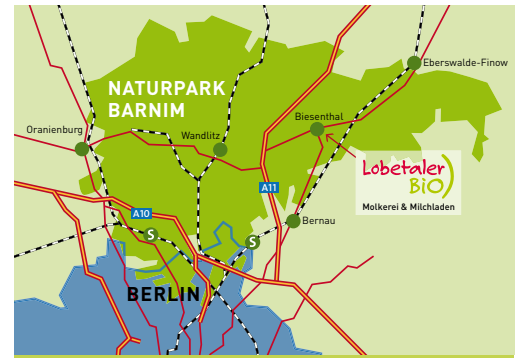 Eberswalde-Finow
NATURPARK
BARNIM
Biesenthal
Oranienburg
Wandlitz
Lobetaler
BiO
Molkerei & Milchladen
A11
A10
Bernau
S
S
BERLIN